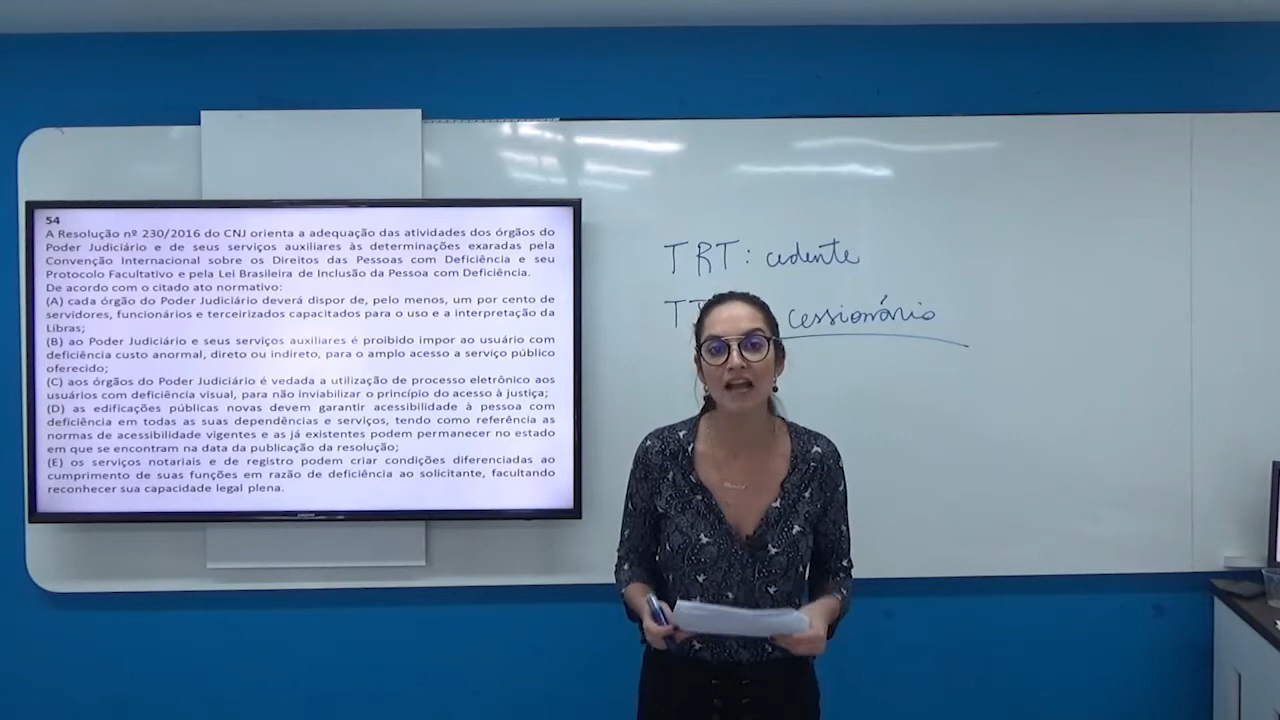 54
A Resolução nº 230/2016 do CNJ orienta a adequação das atividades dos órgãos do
Poder Judiciário e de seus serviços auxiliares às determinações exaradas pela
Convenção Internacional sobre os Direitos das Pessoas com Deficiência e seu
Protocolo Facultativo e pela Lei Brasileira de Inclusão da Pessoa com Deficiência.
De acordo com o citado ato normativo:
(A) cada órgão do Poder Judiciário deverá dispor de, pelo menos, um por cento de
servidores, funcionários e terceirizados capacitados para o uso e a interpretação da
Libras;
(B) ao Poder Judiciário e seus serviços auxiliares é proibido impor ao usuário com
deficiência custo anormal, direto ou indireto, para o amplo acesso a serviço público
oferecido;
(C) aos órgãos do Poder Judiciário é vedada a utilização de processo eletrônico aos
usuários com deficiência visual, para não inviabilizar o princípio do acesso à justiça;
(D) as edificações públicas novas devem garantir acessibilidade à pessoa com
deficiência em todas as suas dependências e serviços, tendo como referência as
normas de acessibilidade vigentes e as já existentes podem permanecer no estado
em que se encontram na data da publicação da resolução;
(E) os serviços notariais e de registro podem criar condições diferenciadas ao
cumprimento de suas funções em razão de deficiência ao solicitante, facultando
reconhecer sua capacidade legal plena.
TRT: cedente
cessionário